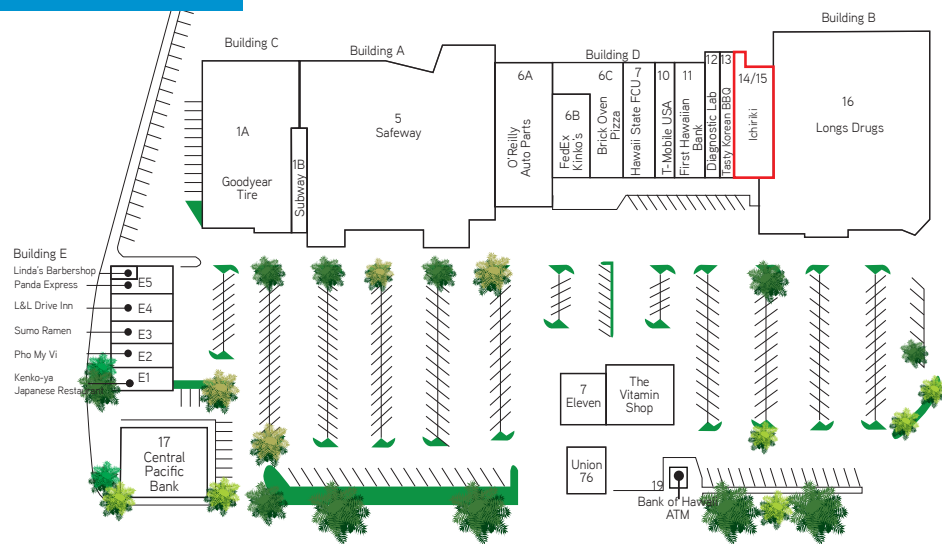 Building B
Building C
Building A
Building D
1A
Goodyear
Tire
1B
Subway
5
Safeway
6A
O'Reilly
Auto Parts
6B
FedEx
Kinko's
6C
Brick Oven
Pizza
7
Hawaii State FCU
10
T-Mobile USA
11
First Hawaiian
Bank
12
Diagnostic Lab
13
Tasty Korean BBQ
14/15
Ichiriki
16
Longs Drugs
Building E
Linda's Barbershop
Panda Express
E5
L&L Drive Inn
E4
Sumo Ramen
E3
Pho My Vi
E2
Kenko-ya
Japanese Restaurant
E1
17
Central
Pacific
Bank
7
Eleven
The
Vitamin
Shop
Union
76
19
Bank of Hawaii
ATM